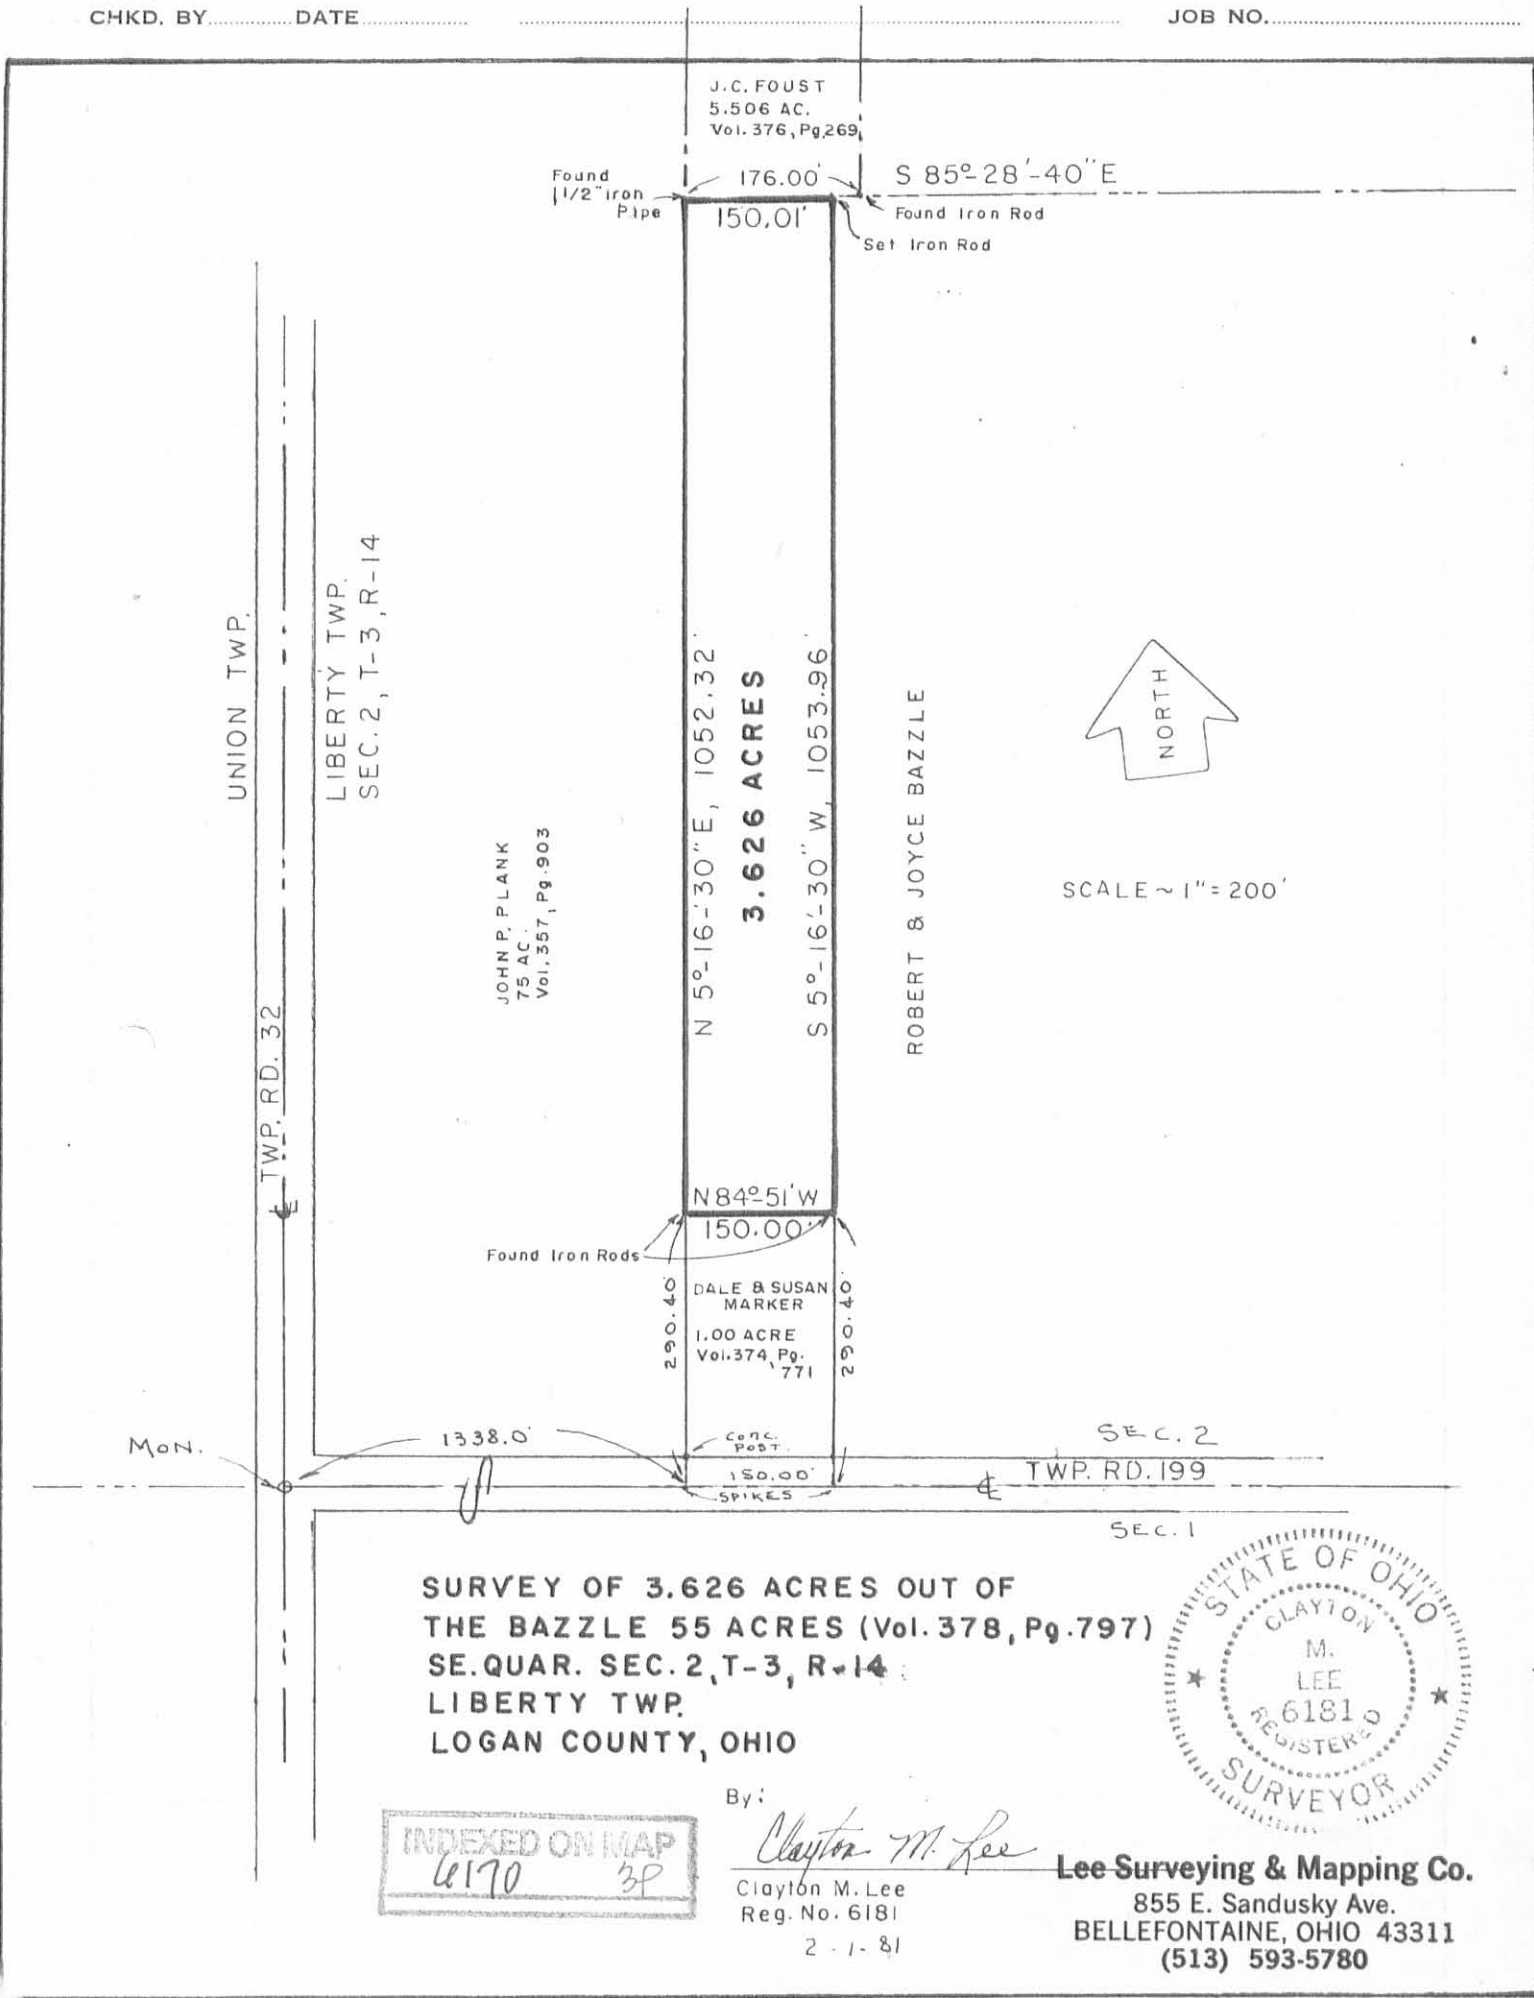 CHKD. BY DATE JOB NO.
J.C. FOUST
5.506 AC.
Vol. 376, Pg.269
Found
1 1/2" iron
Pipe
176.00'
S 85°-28'-40" E
150.01'
Found Iron Rod
Set Iron Rod
UNION TWP.
LIBERTY TWP.
SEC. 2, T-3, R-14
TWP. RD. 32
JOHN P. PLANK
75 AC.
Vol. 357, Pg. 903
N 5°-16-'30" E, 1052.32'
3.626 ACRES
S 5°-16'-30" W, 1053.96'
ROBERT & JOYCE BAZZLE
NORTH
SCALE ~ 1" = 200'
N 84°-51' W
150.00'
Found Iron Rods
290.40'
DALE & SUSAN
MARKER
1.00 ACRE
Vol. 374, Pg.
771
290.40'
MON.
1338.0'
CONC.
POST
150.00'
SPIKES
SEC. 2
TWP. RD. 199
SEC. 1
SURVEY OF 3.626 ACRES OUT OF
THE BAZZLE 55 ACRES (Vol. 378, Pg. 797)
SE. QUAR. SEC. 2, T-3, R-14
LIBERTY TWP.
LOGAN COUNTY, OHIO
STATE OF OHIO
CLAYTON
M.
LEE
6181
REGISTERED
SURVEYOR
By:
Clayton M. Lee
Clayton M. Lee
Reg. No. 6181
2-1-81
INDEXED ON MAP
6170 3P
Lee Surveying & Mapping Co.
855 E. Sandusky Ave.
BELLEFONTAINE, OHIO 43311
(513) 593-5780